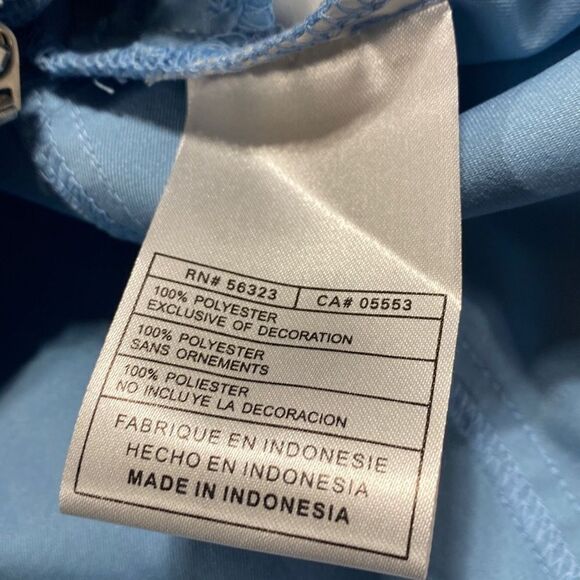 RN# 56323 CA# 05553
100% POLYESTER
EXCLUSIVE OF DECORATION
100% POLYESTER
SANS ORNEMENTS
100% POLIESTER
NO INCLUYE LA DECORACION
FABRIQUE EN INDONESIE
HECHO EN INDONESIA
MADE IN INDONESIA